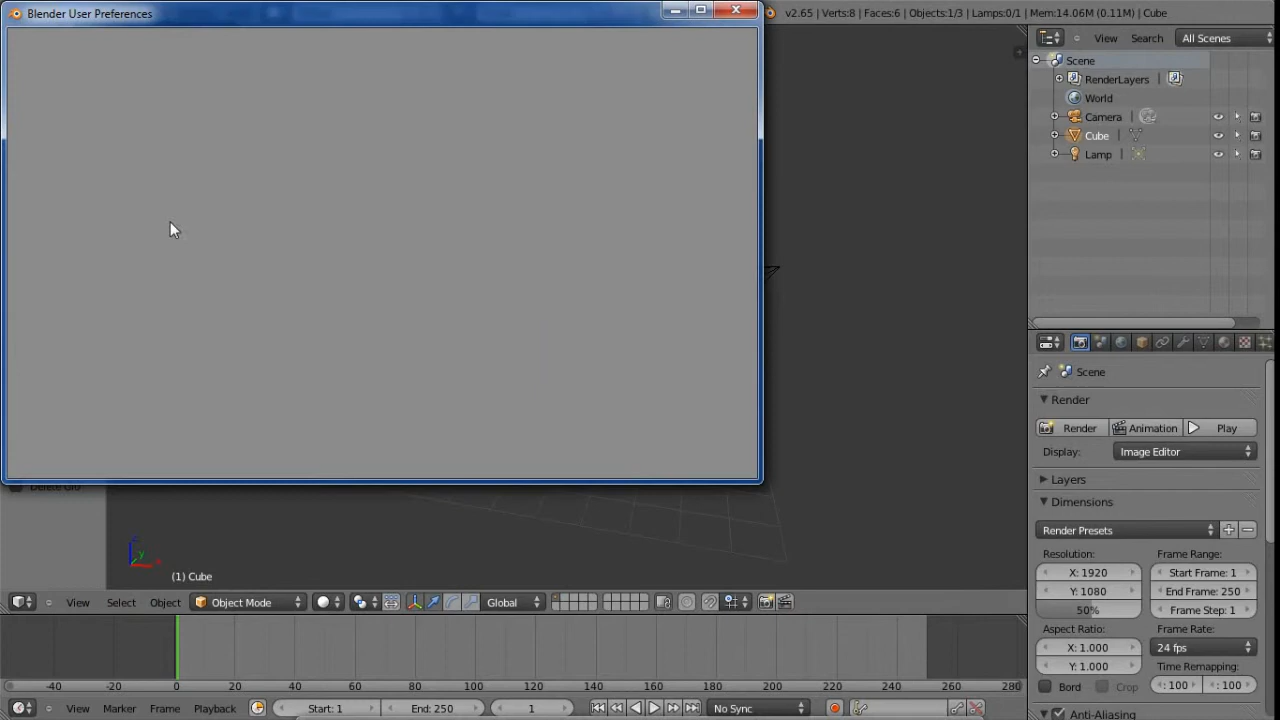 Blender User Preferences
v2.65 | Verts:8 | Faces:6 | Objects:1/3 | Lamps:0/1 | Mem:14.06M (0.11M) | Cube
View Search All Scenes
Scene
RenderLayers
World
Camera
Cube
Lamp
Scene
Render
Render Animation Play
Display: Image Editor
Layers
Dimensions
Render Presets
Resolution: Frame Range:
X: 1920 Start Frame: 1
Y: 1080 End Frame: 250
50% Frame Step: 1
Aspect Ratio: Frame Rate:
X: 1.000 24 fps
Y: 1.000 Time Remapping:
Bord Crop : 100 : 100
Anti-Aliasing
z
y
x
(1) Cube
View Select Object Object Mode Global
-40 -20 0 20 40 60 80 100 120 140 160 180 200 220 240 260 280
View Marker Frame Playback Start: 1 End: 250 1 No Sync